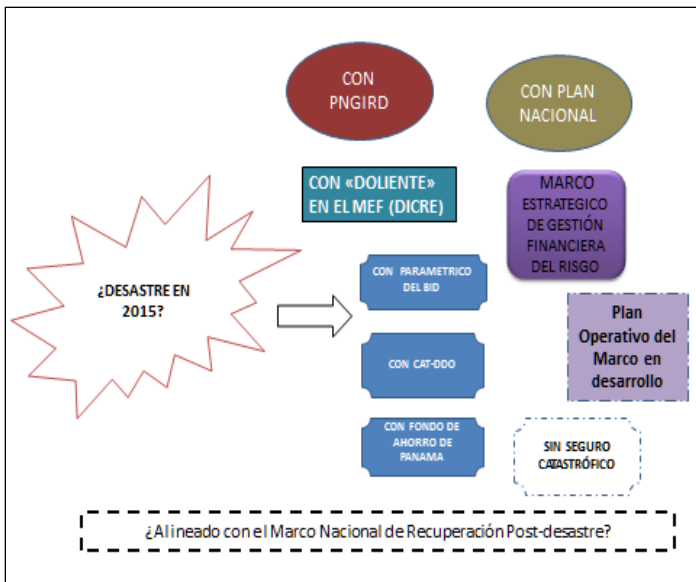 CON
PNGIRD
CON PLAN
NACIONAL
CON «DOLIENTE»
EN EL MEF (DICRE)
MARCO
ESTRATEGICO
DE GESTIÓN
FINANCIERA
DEL RISGO
¿DESASTRE EN
2015?
CON PARAMETRICO
DEL BID
Plan
Operativo del
Marco en
desarrollo
CON CAT-DDO
CON FONDO DE
AHORRO DE
PANAMA
SIN SEGURO
CATASTRÓFICO
¿Alineado con el Marco Nacional de Recuperación Post-desastre?